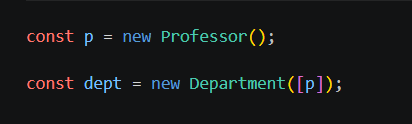 const p = new Professor();
const dept = new Department([p]);